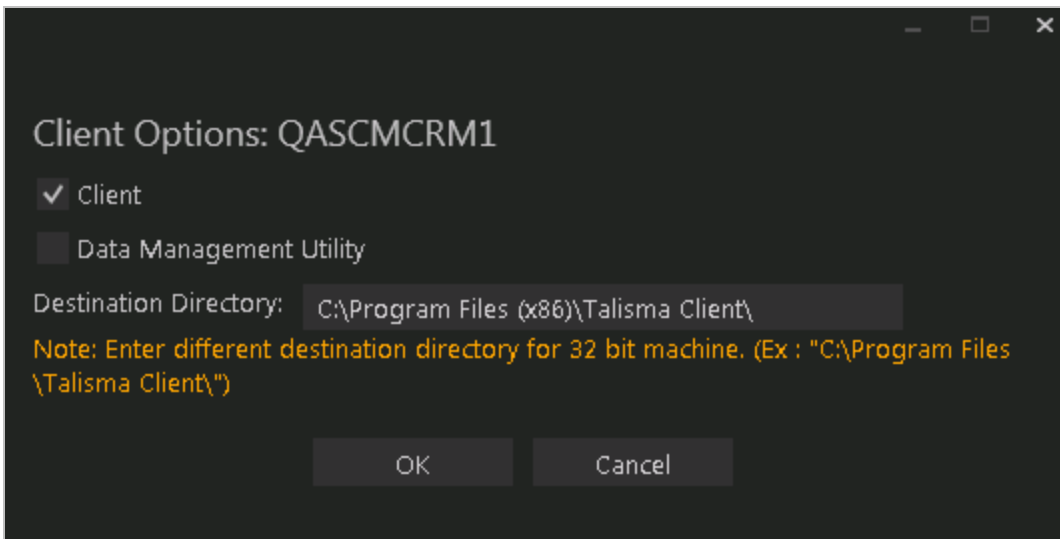 Client Options: QASCMCRM1
Client
Data Management Utility
Destination Directory: C:\Program Files (x86)\Talisma Client\
Note: Enter different destination directory for 32 bit machine. (Ex : "C:\Program Files
\Talisma Client\")
OK Cancel